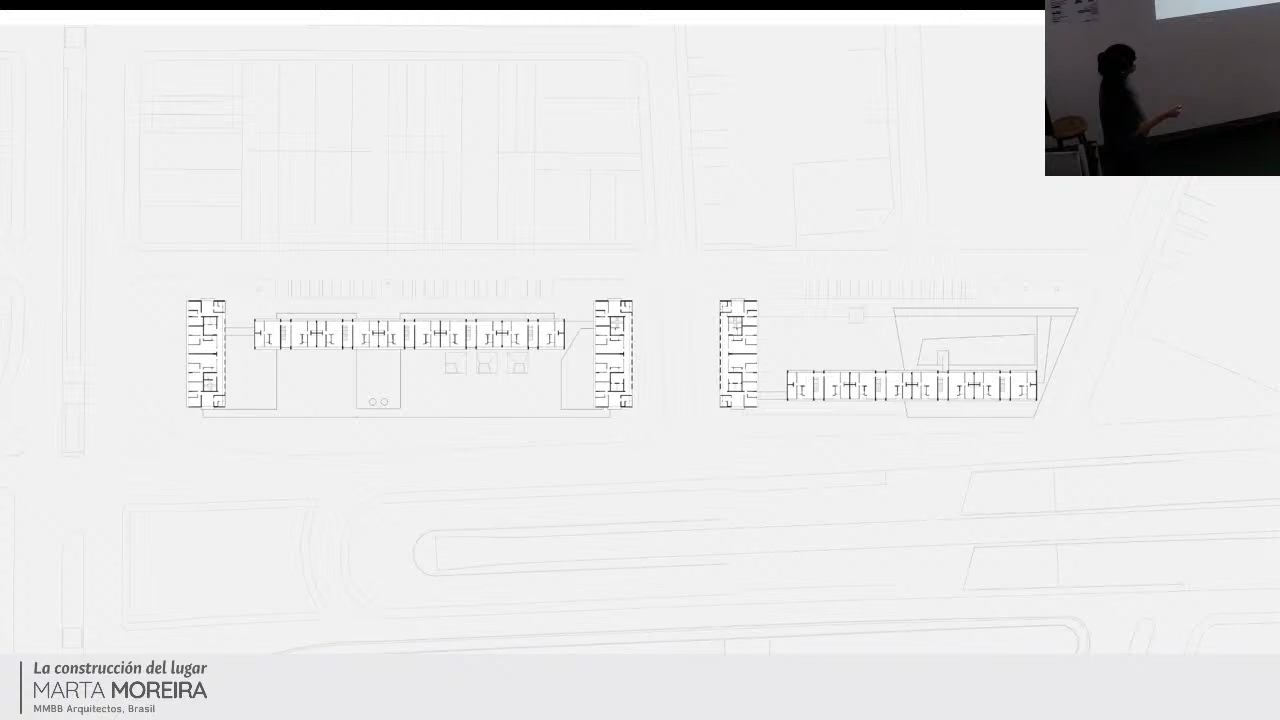 La construcción del lugar
MARTA MOREIRA
MMBB Arquitectos, Brasil